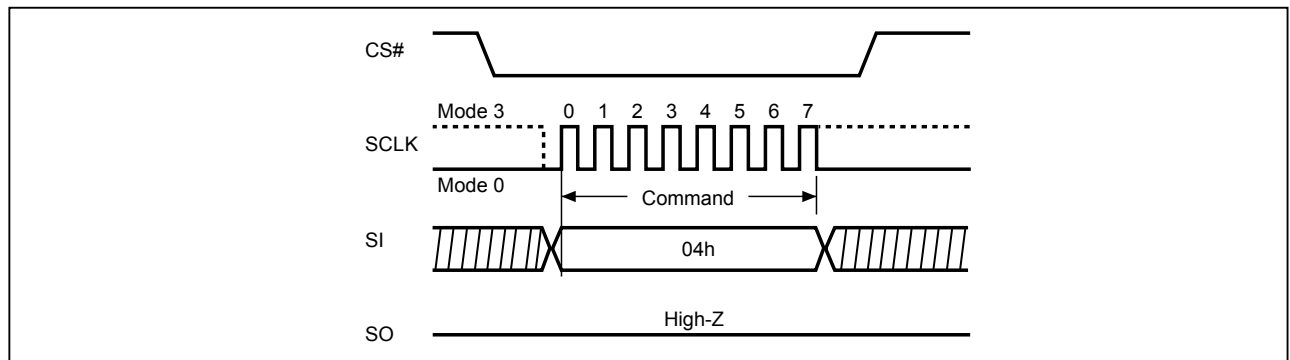 CS#
Mode 3 0 1 2 3 4 5 6 7
SCLK
Mode 0
Command
SI
04h
High-Z
SO